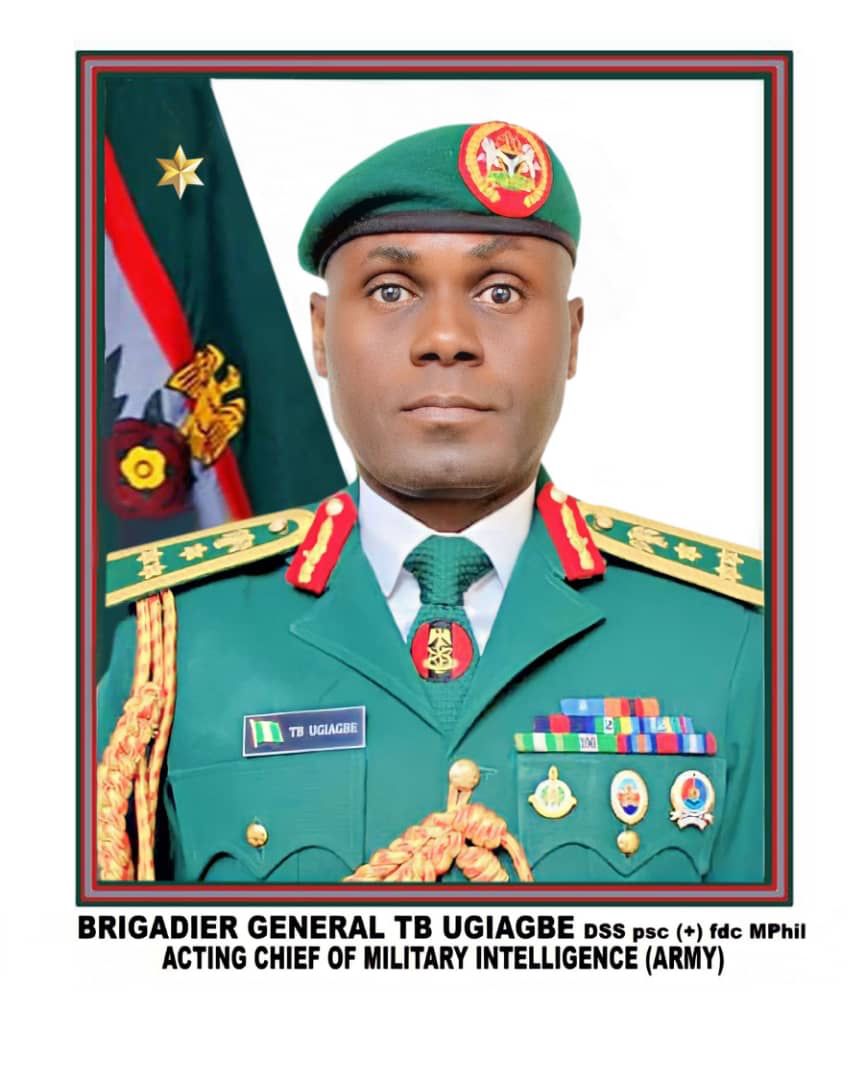 TB UGIAGBE
BRIGADIER GENERAL TB UGIAGBE DSS psc (+) fdc MPhil
ACTING CHIEF OF MILITARY INTELLIGENCE (ARMY)